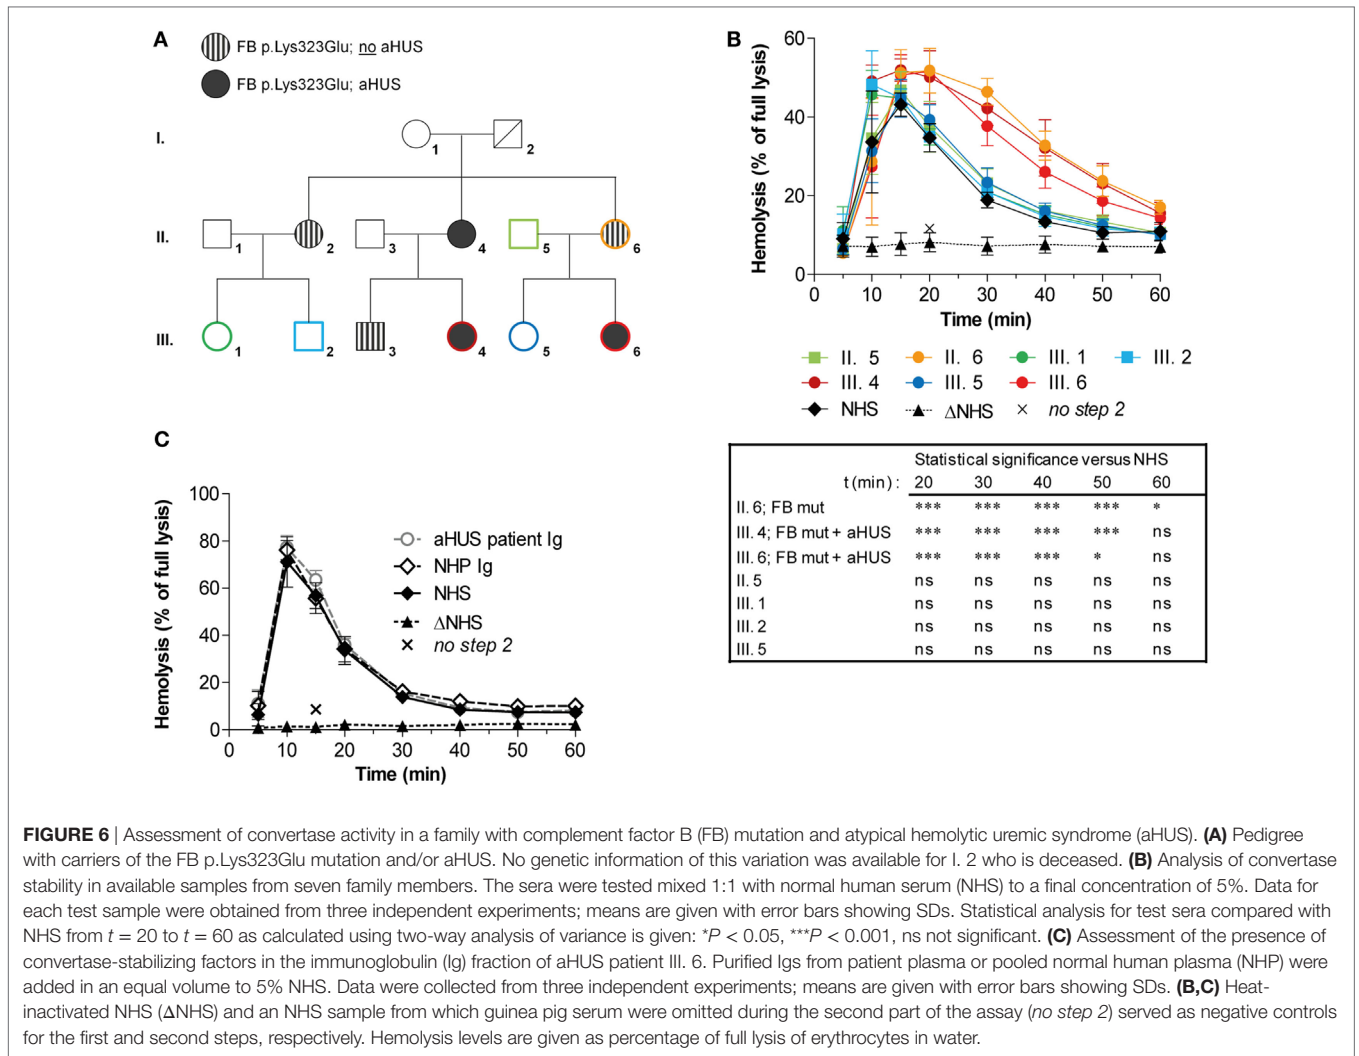 A
FB p.Lys323Glu; no aHUS
FB p.Lys323Glu; aHUS
I.
1
2
II.
1
2
3
4
5
6
III.
1
2
3
4
5
6
B
Hemolysis (% of full lysis)
60
40
20
0
0 10 20 30 40 50 60
Time (min)
II. 5 II. 6 III. 1 III. 2
III. 4 III. 5 III. 6
NHS ΔNHS no step 2
Statistical significance versus NHS
t (min) : 20 30 40 50 60
II. 6; FB mut *** *** *** *** *
III. 4; FB mut + aHUS *** *** *** *** ns
III. 6; FB mut + aHUS *** *** *** * ns
II. 5 ns ns ns ns ns
III. 1 ns ns ns ns ns
III. 2 ns ns ns ns ns
III. 5 ns ns ns ns ns
C
Hemolysis (% of full lysis)
100
80
60
40
20
0
0 10 20 30 40 50 60
Time (min)
aHUS patient Ig
NHP Ig
NHS
ΔNHS
no step 2
FIGURE 6 | Assessment of convertase activity in a family with complement factor B (FB) mutation and atypical hemolytic uremic syndrome (aHUS). (A) Pedigree
with carriers of the FB p.Lys323Glu mutation and/or aHUS. No genetic information of this variation was available for I. 2 who is deceased. (B) Analysis of convertase
stability in available samples from seven family members. The sera were tested mixed 1:1 with normal human serum (NHS) to a final concentration of 5%. Data for
each test sample were obtained from three independent experiments; means are given with error bars showing SDs. Statistical analysis for test sera compared with
NHS from t = 20 to t = 60 as calculated using two-way analysis of variance is given: *P < 0.05, ***P < 0.001, ns not significant. (C) Assessment of the presence of
convertase-stabilizing factors in the immunoglobulin (Ig) fraction of aHUS patient III. 6. Purified Igs from patient plasma or pooled normal human plasma (NHP) were
added in an equal volume to 5% NHS. Data were collected from three independent experiments; means are given with error bars showing SDs. (B,C) Heat-
inactivated NHS (ΔNHS) and an NHS sample from which guinea pig serum were omitted during the second part of the assay (no step 2) served as negative controls
for the first and second steps, respectively. Hemolysis levels are given as percentage of full lysis of erythrocytes in water.